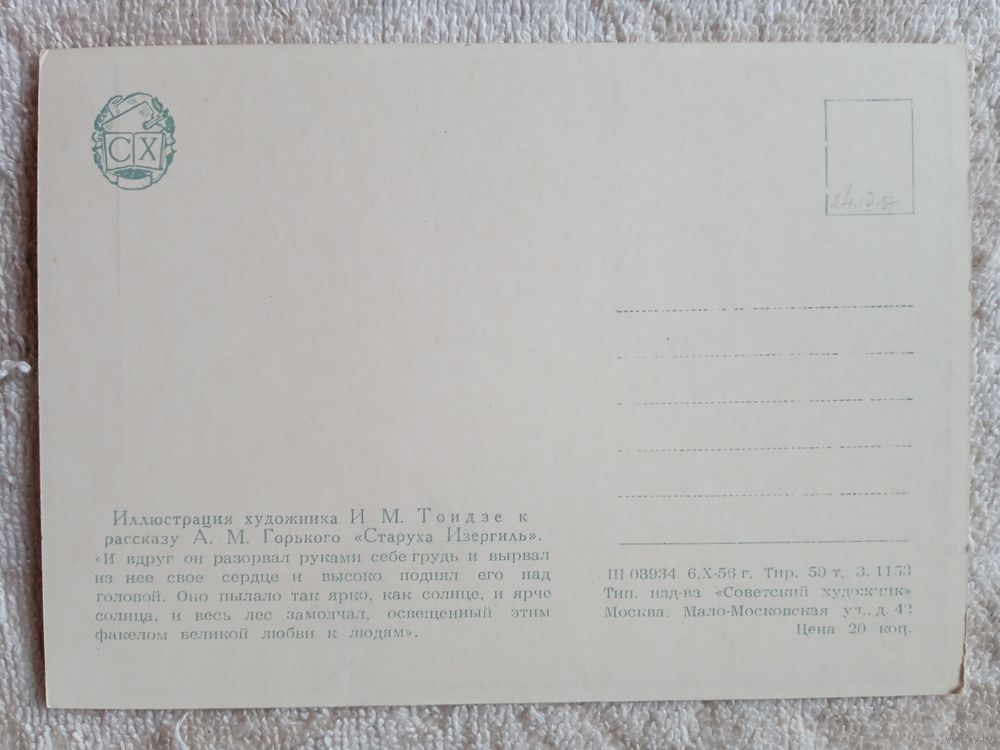 СХ
Иллюстрация художника И М. Тоидзе к
рассказу А. М. Горького «Старуха Изергиль».
«И вдруг он разорвал руками себе грудь и вырвал
из нее свое сердце и высоко поднял его над
головой. Оно пылало так ярко, как солнце, и ярче
солнца, и весь лес замолчал, освещенный этим
факелом великой любви к людям».
Ш 08934 6.X-56 г. Тир. 50 т. З. 1153
Тип. изд-ва «Советский художник»
Москва. Мало-Московская ул., д.
Цена 20 коп.